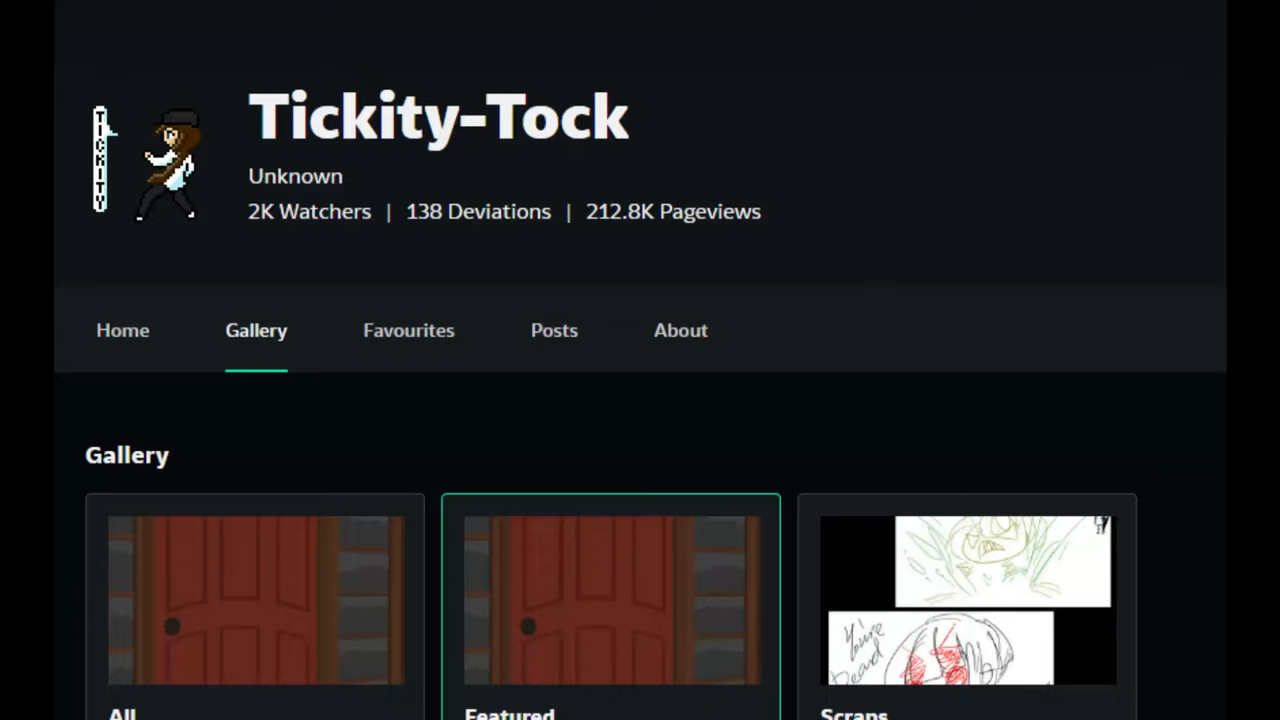 TICKITY
Tickity-Tock
Unknown
2K Watchers | 138 Deviations | 212.8K Pageviews
Home Gallery Favourites Posts About
Gallery
You're
Dead
All Featured Scraps